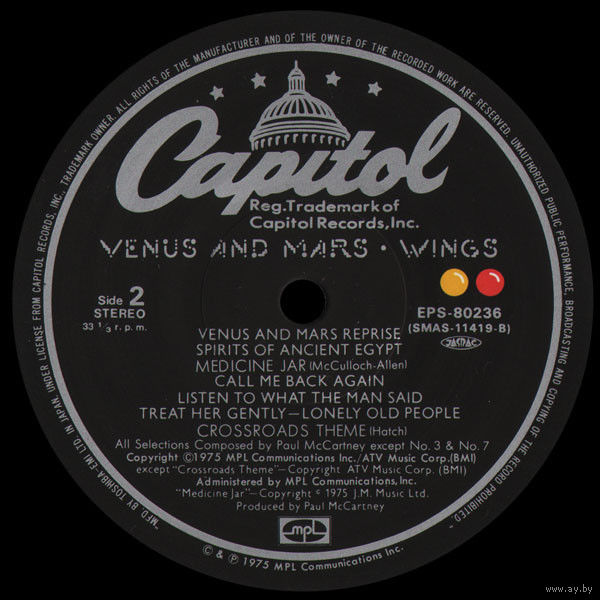 TRADEMARK OWNER. ALL RIGHTS OF THE MANUFACTURER AND OF THE OWNER OF THE RECORDED WORK ARE RESERVED. UNAUTHORIZED PUBLIC PERFORMANCE, BROADCASTING AND COPYING OF THE RECORD PROHIBITED.
"MFD. BY TOSHIBA-EMI LTD. IN JAPAN UNDER LICENSE FROM CAPITOL RECORDS, INC.,
Capitol
Reg.Trademark of
Capitol Records,Inc.
VENUS AND MARS • WINGS
Side 2
STEREO
33 1/3 r.p.m.
EPS-80236
(SMAS-11419-B)
JASRAC
VENUS AND MARS REPRISE
SPIRITS OF ANCIENT EGYPT
MEDICINE JAR (McCulloch-Allen)
CALL ME BACK AGAIN
LISTEN TO WHAT THE MAN SAID
TREAT HER GENTLY—LONELY OLD PEOPLE
CROSSROADS THEME (Hatch)
All Selections Composed by Paul McCartney except No. 3 & No. 7
Copyright ©1975 MPL Communications Inc./ATV Music Corp.(BMI)
except "Crossroads Theme"—Copyright ATV Music Corp. (BMI)
Administered by MPL Communications, Inc.
"Medicine Jar"—Copyright © 1975 J.M. Music Ltd.
Produced by Paul McCartney
mpl
© & ℗ 1975 MPL Communications Inc.
www.ay.by